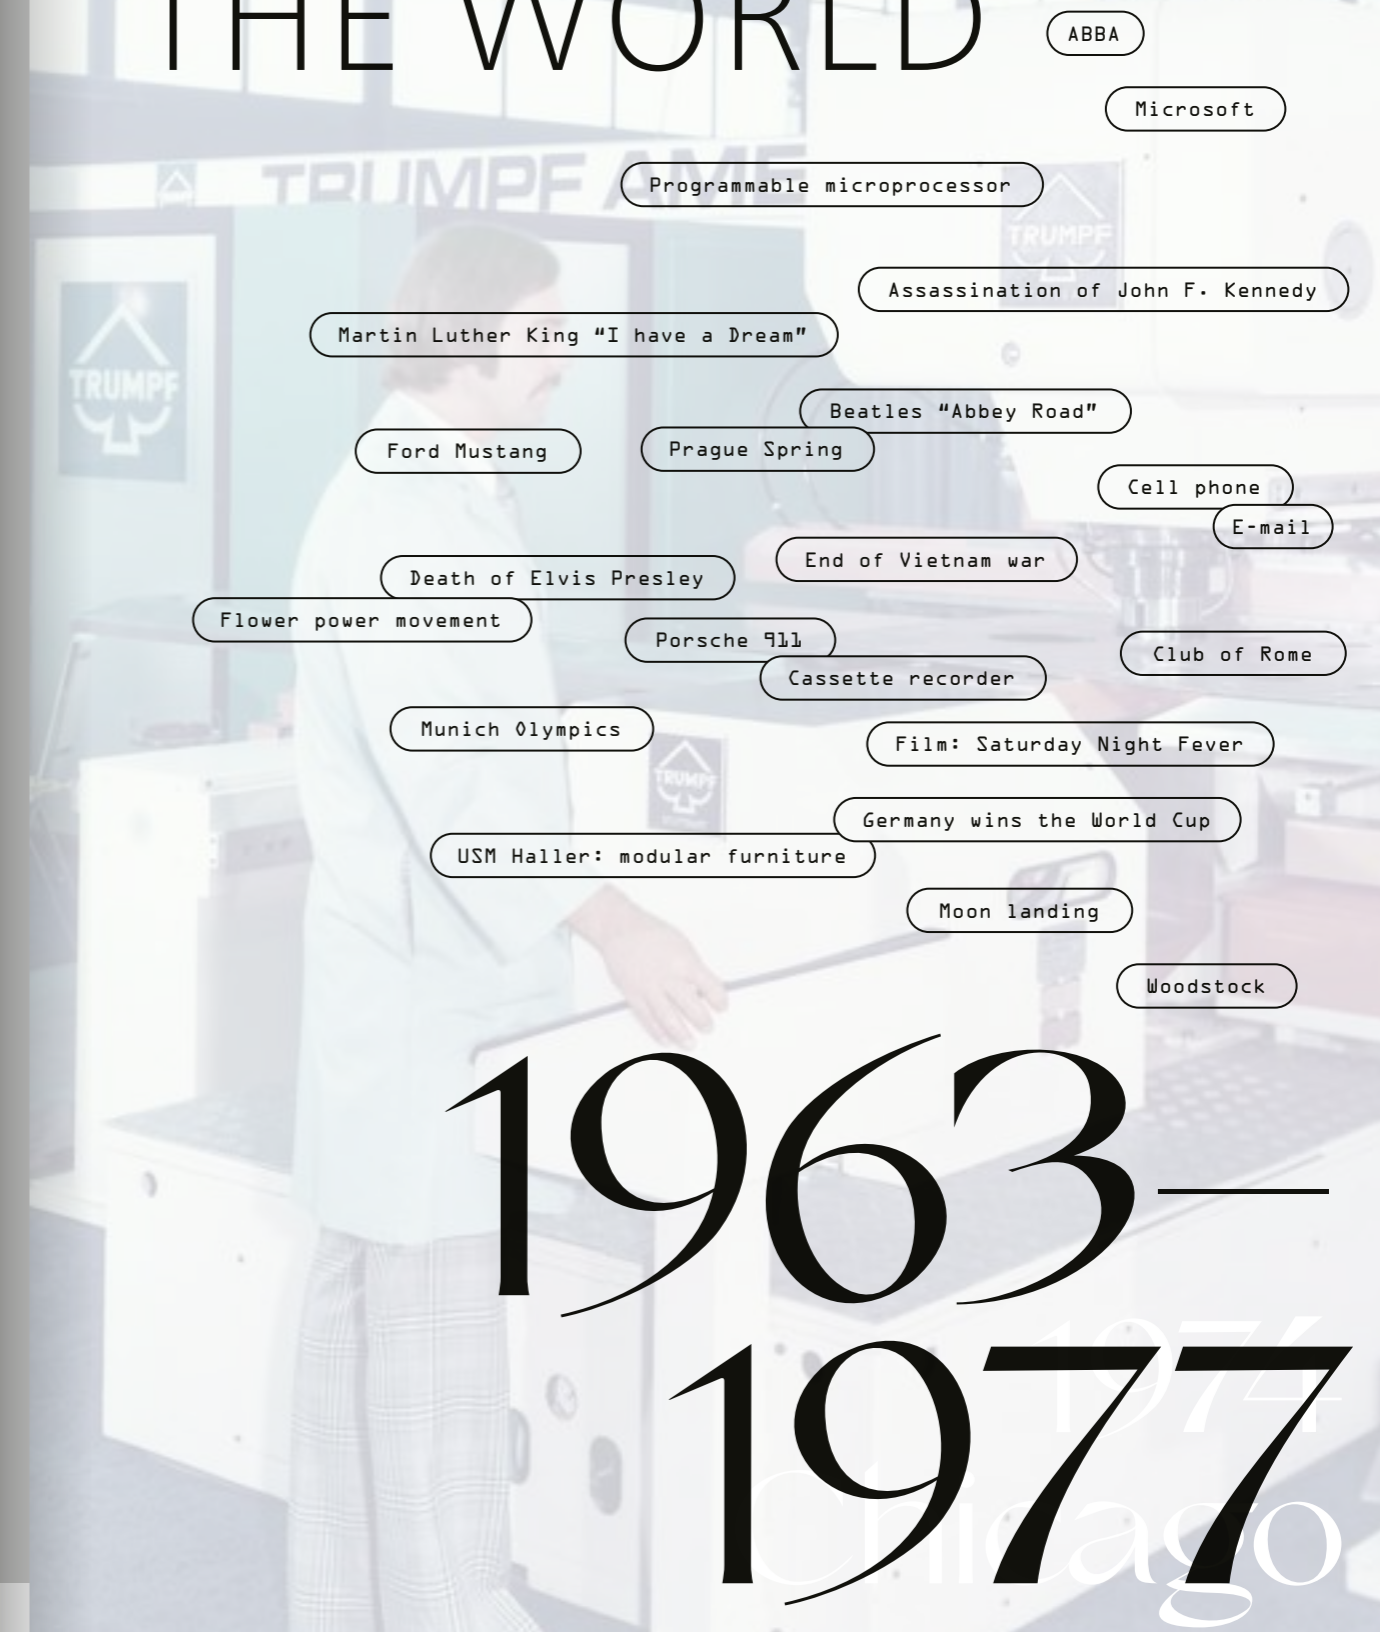 THE WORLD
ABBA
Microsoft
TRUMPF AME
Programmable microprocessor
TRUMPF
Assassination of John F. Kennedy
Martin Luther King “I have a Dream”
TRUMPF
Beatles “Abbey Road”
Ford Mustang
Prague Spring
Cell phone
E-mail
End of Vietnam war
Death of Elvis Presley
Flower power movement
Porsche 911
Club of Rome
Cassette recorder
Munich Olympics
Film: Saturday Night Fever
TRUMPF
Germany wins the World Cup
USM Haller: modular furniture
Moon landing
Woodstock
1963—
1974
1977
Chicago